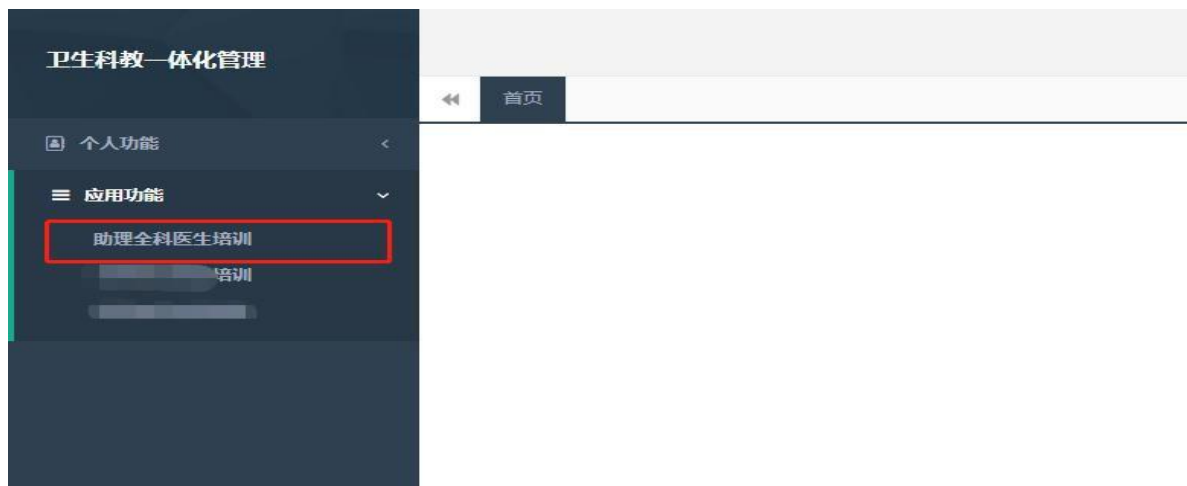 卫生科教一体化管理
首页
个人功能
应用功能
助理全科医生培训
培训